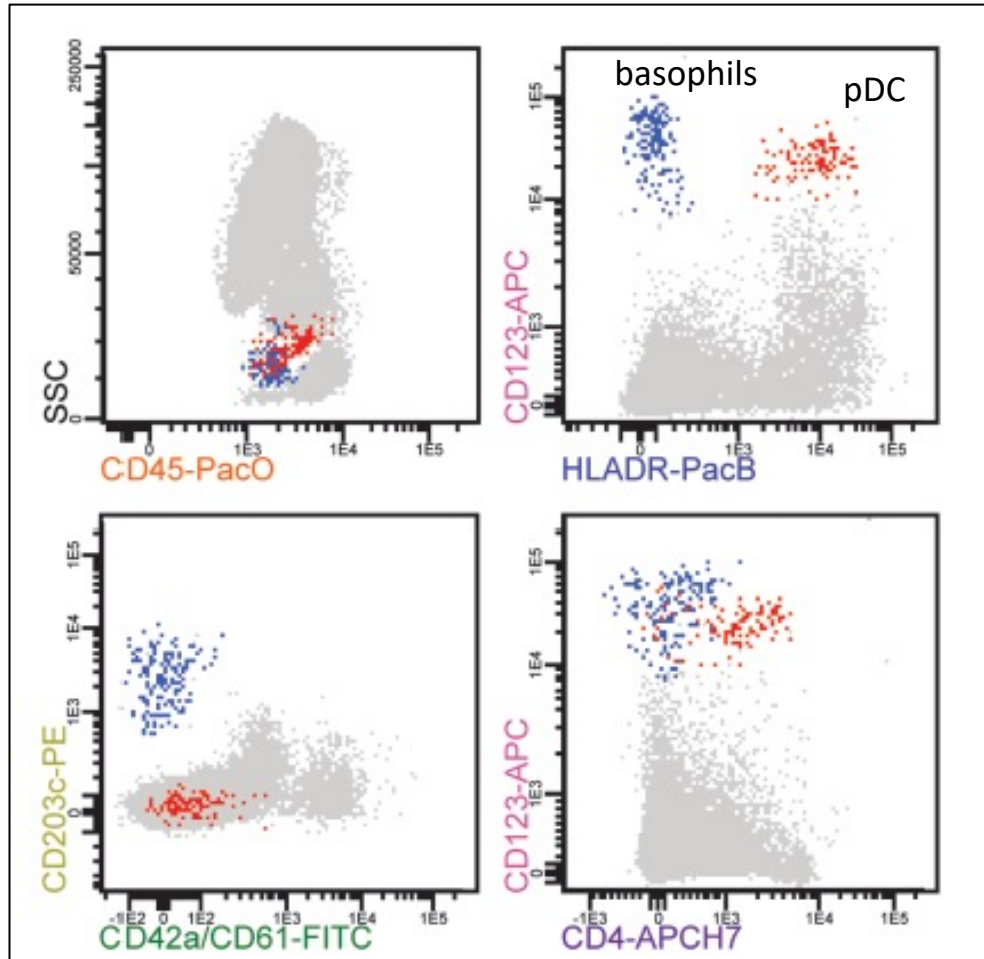 250000
50000
0
SSC
0
1E3
1E4
1E5
CD45-PacO
basophils
pDC
1E5
1E4
1E3
0
CD123-APC
0
1E3
1E4
1E5
HLADR-PacB
1E5
1E4
1E3
0
CD203c-PE
-1E2
0
1E2
1E3
1E4
1E5
CD42a/CD61-FITC
1E5
1E4
1E3
0
CD123-APC
-1E3
0
1E3
1E4
1E5
CD4-APCH7